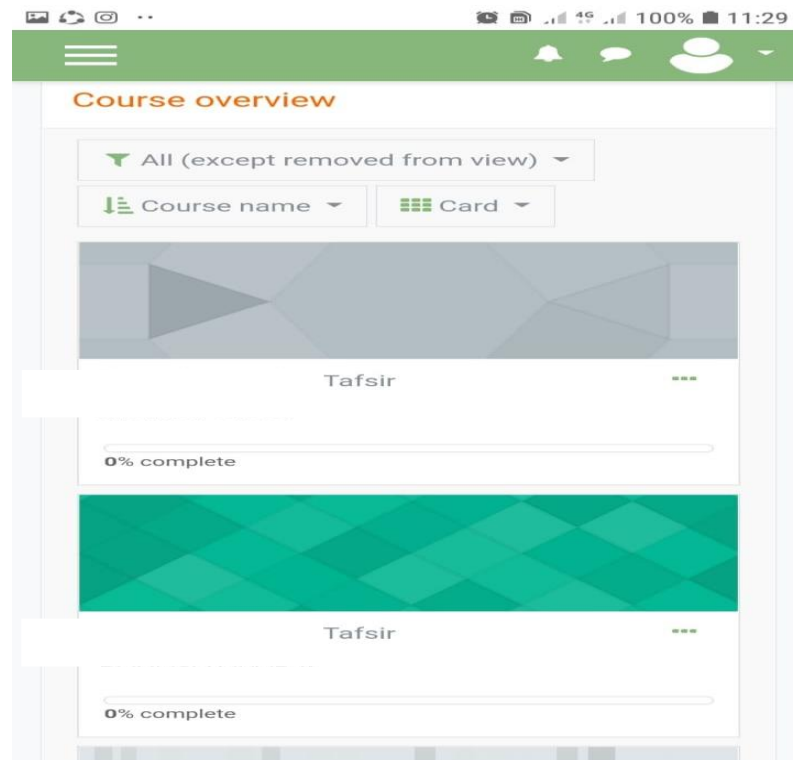 4G 100% 11:29
Course overview
All (except removed from view)
Course name Card
Tafsir
0% complete
Tafsir
0% complete